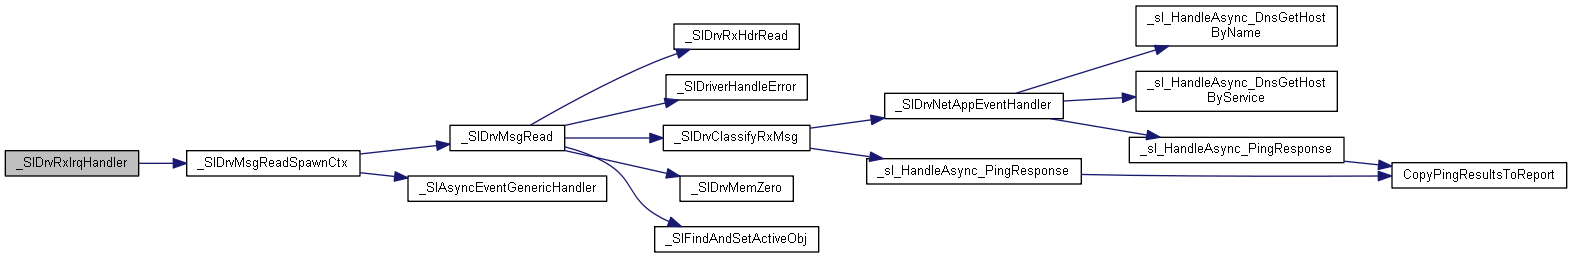 _SlDrvRxIrqHandler
_SlDrvMsgReadSpawnCtx
_SlDrvMsgRead
_SlAsyncEventGenericHandler
_SlDrvRxHdrRead
_SlDriverHandleError
_SlDrvClassifyRxMsg
_SlDrvMemZero
_SlFindAndSetActiveObj
_SlDrvNetAppEventHandler
_sl_HandleAsync_PingResponse
_sl_HandleAsync_DnsGetHost
ByName
_sl_HandleAsync_DnsGetHost
ByService
_sl_HandleAsync_PingResponse
CopyPingResultsToReport